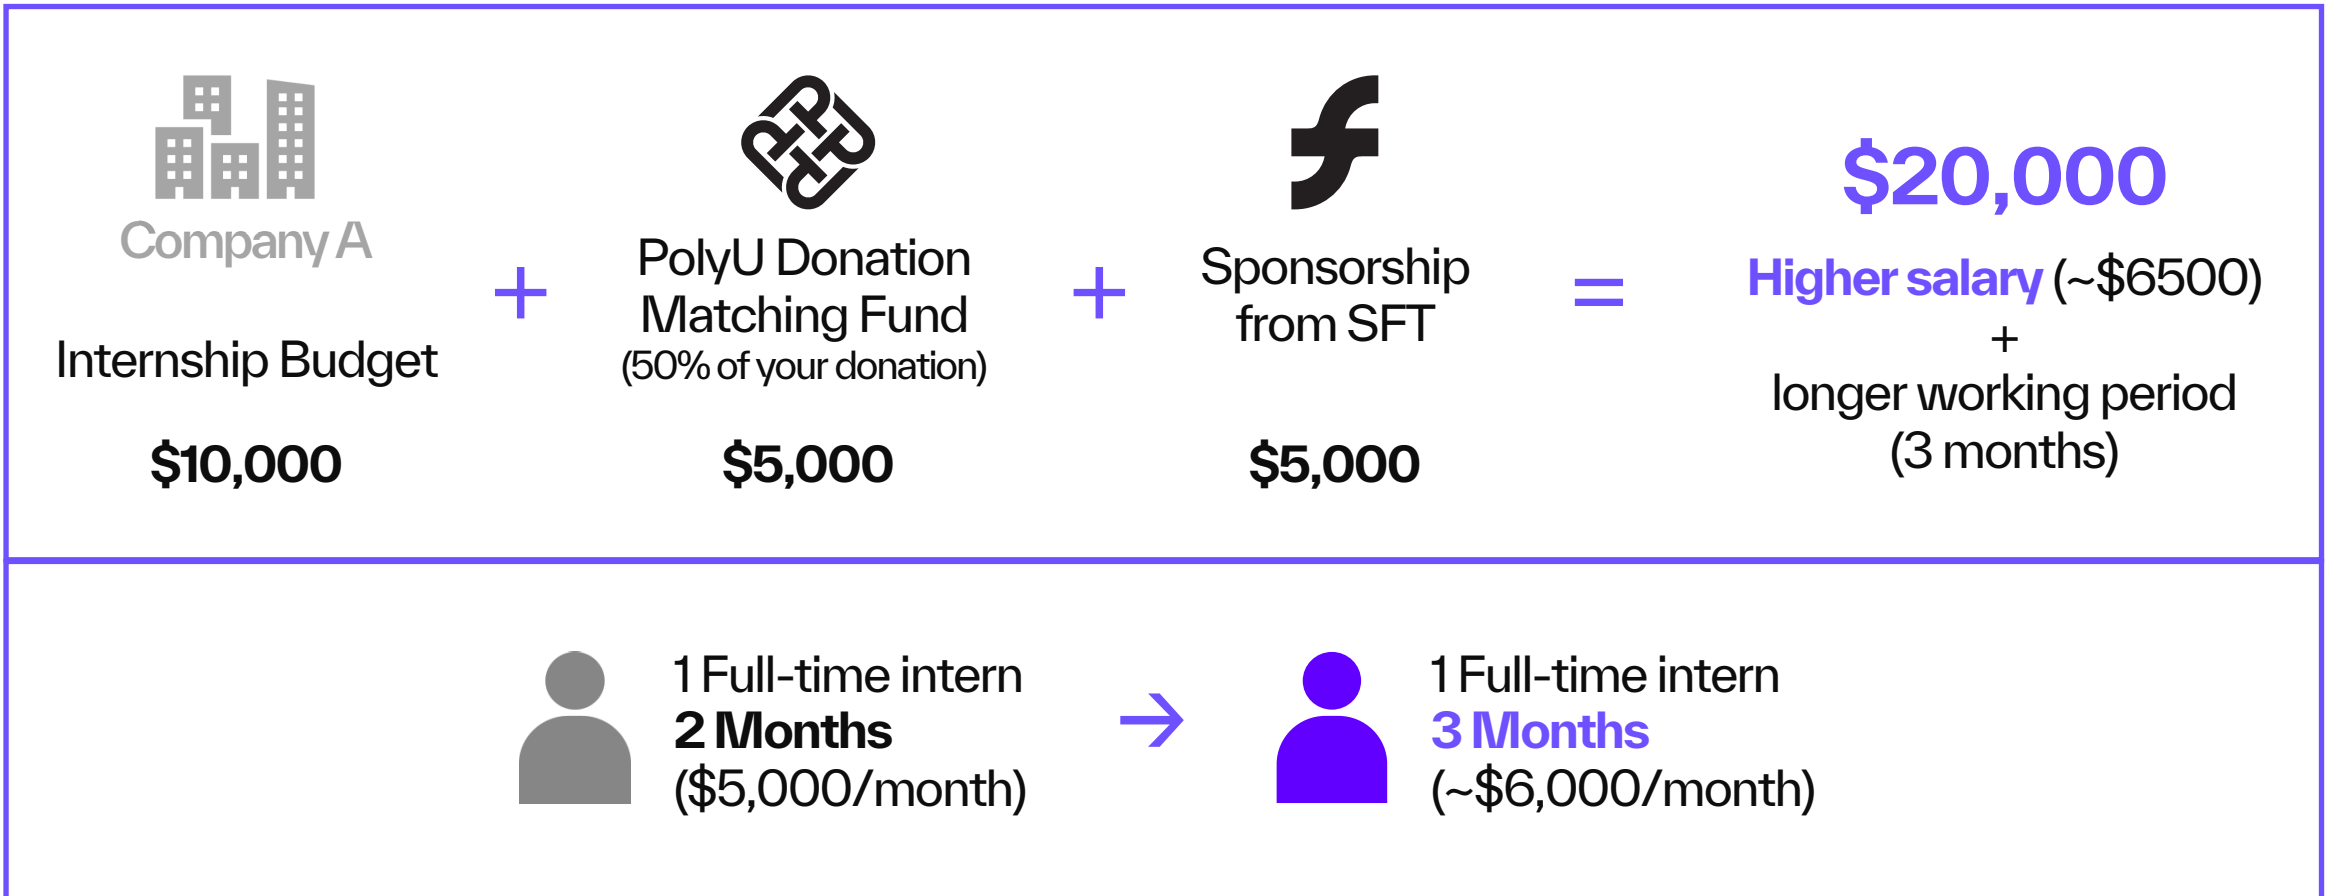 Company A
Internship Budget
$10,000
+
PolyU Donation
Matching Fund
(50% of your donation)
$5,000
+
Sponsorship
from SFT
$5,000
=
$20,000
Higher salary (~$6500)
+
longer working period
(3 months)
1 Full-time intern
2 Months
($5,000/month)
→
1 Full-time intern
3 Months
(~$6,000/month)